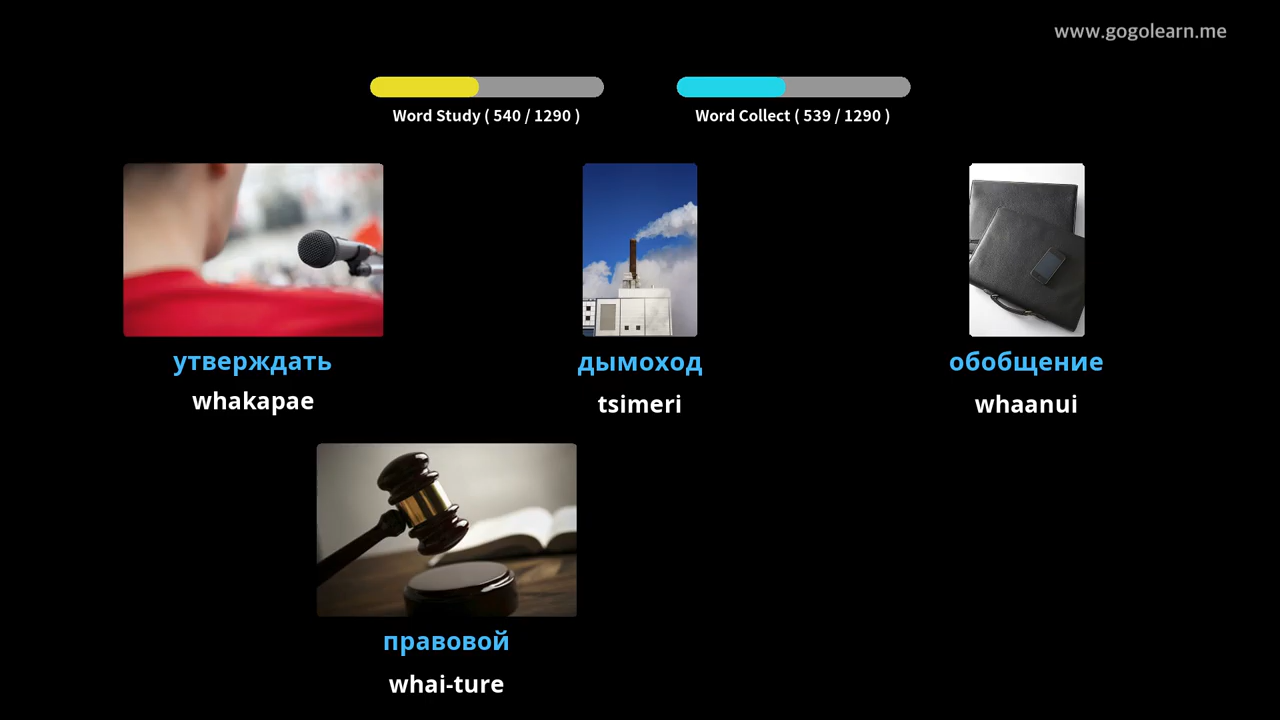 www.gogolearn.me
Word Study ( 540 / 1290 )
Word Collect ( 539 / 1290 )
утверждать
whakapae
дымоход
tsimeri
обобщение
whaanui
правовой
whai-ture